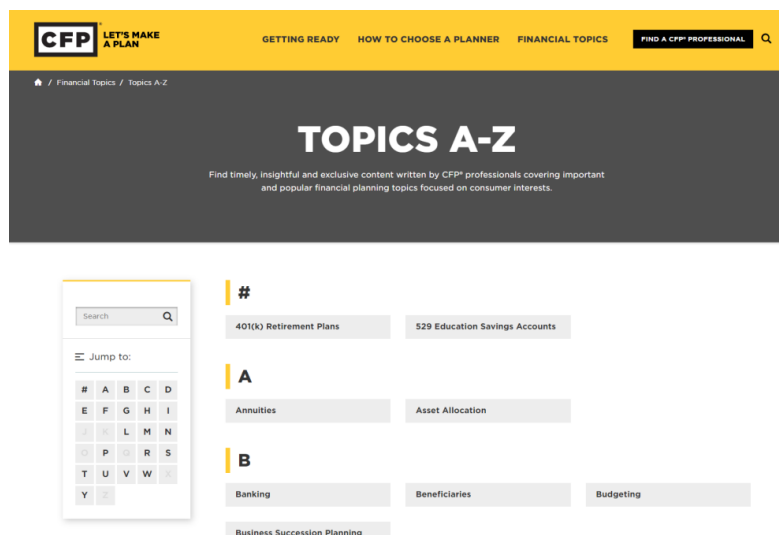 CFP® LET'S MAKE
A PLAN
GETTING READY HOW TO CHOOSE A PLANNER FINANCIAL TOPICS FIND A CFP® PROFESSIONAL
/ Financial Topics / Topics A-Z
TOPICS A-Z
Find timely, insightful and exclusive content written by CFP® professionals covering important
and popular financial planning topics focused on consumer interests.
Search
Jump to:
# A B C D
E F G H I
J K L M N
O P Q R S
T U V W X
Y Z
#
401(k) Retirement Plans 529 Education Savings Accounts
A
Annuities Asset Allocation
B
Banking Beneficiaries Budgeting
Business Succession Planning